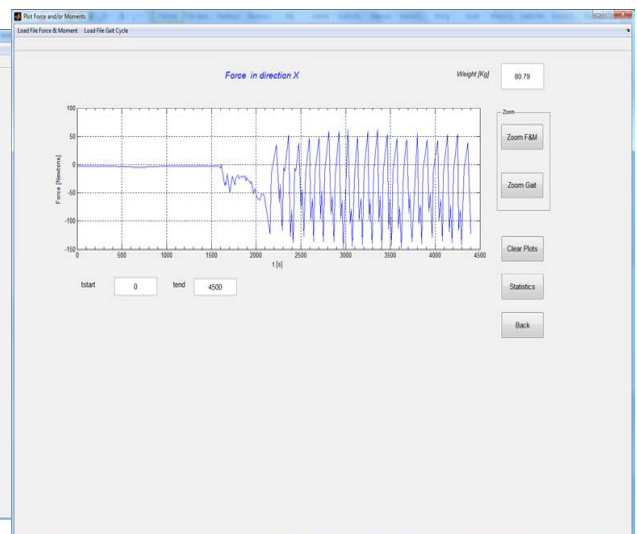 Plot Force and/or Moments
Load File Force & Moment Load File Gait Cycle
Force in direction X
Weight [Kg] 80.79
Zoom
Zoom F&M
Zoom Gait
Clear Plots
Statistics
Back
Force [Newtons]
100
50
0
-50
-100
-150
0 500 1000 1500 2000 2500 3000 3500 4000 4500
t [s]
tstart 0 tend 4500